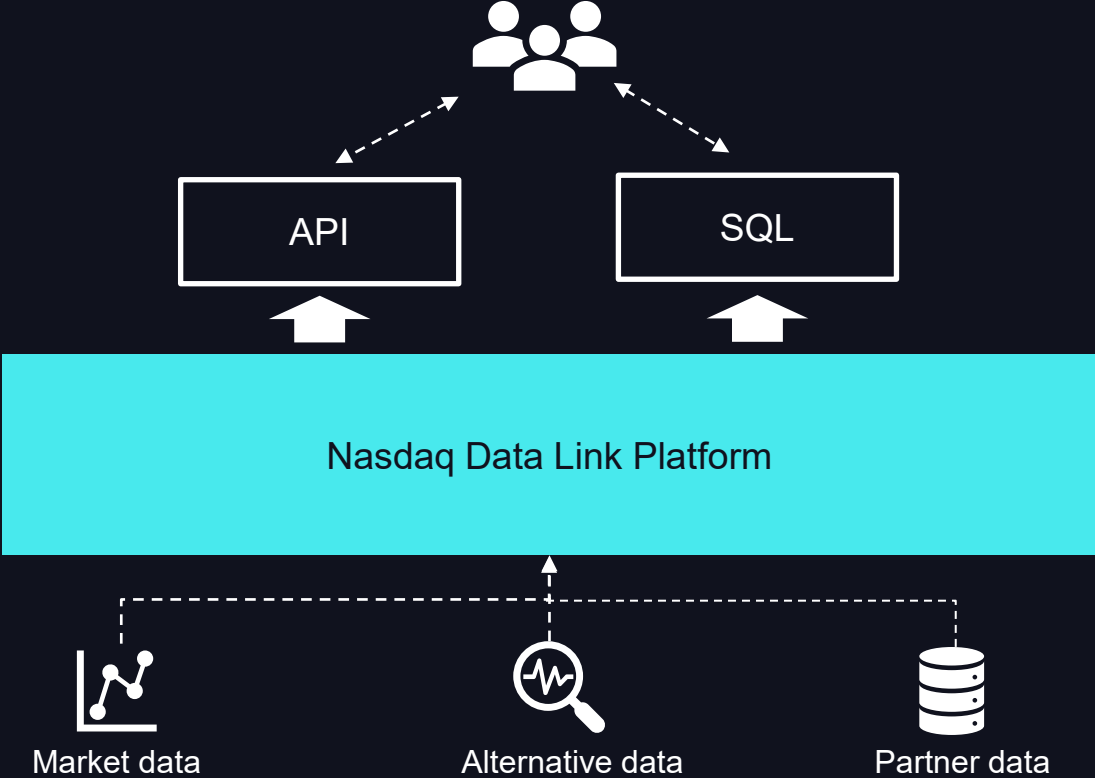 API
SQL
Nasdaq Data Link Platform
Market data
Alternative data
Partner data